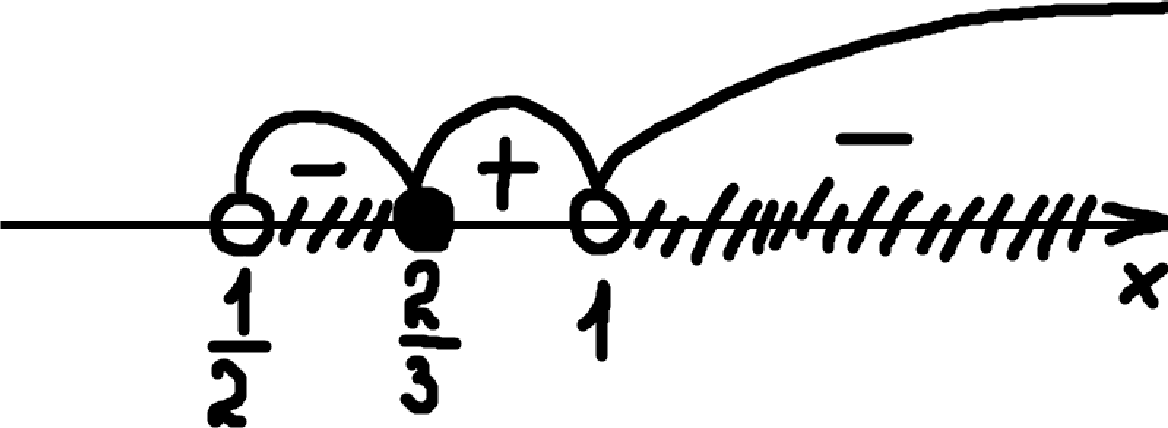 − + −
1/2 2/3 1 x